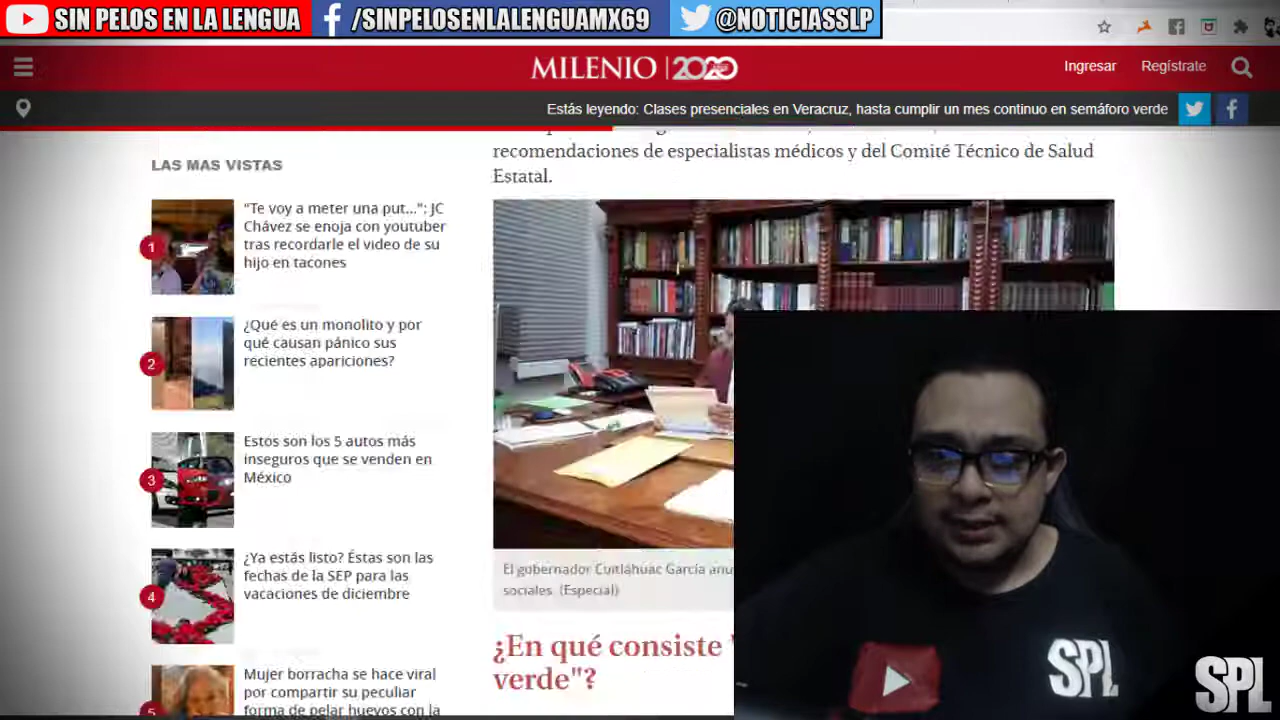 SIN PELOS EN LA LENGUA
/SINPELOSENLALENGUAMX69
@NOTICIASSLP
MILENIO | 2020
Ingresar
Regístrate
Estás leyendo: Clases presenciales en Veracruz, hasta cumplir un mes continuo en semáforo verde
recomendaciones de especialistas médicos y del Comité Técnico de Salud
Estatal.
LAS MAS VISTAS
1
"Te voy a meter una put...": JC
Chávez se enoja con youtuber
tras recordarle el video de su
hijo en tacones
2
¿Qué es un monolito y por
qué causan pánico sus
recientes apariciones?
3
Estos son los 5 autos más
inseguros que se venden en
México
4
¿Ya estás listo? Éstas son las
fechas de la SEP para las
vacaciones de diciembre
5
Mujer borracha se hace viral
por compartir su peculiar
forma de pelar huevos con la
El gobernador Cuitláhuac García
sociales. (Especial)
¿En qué consiste
verde"?
SPL
SPL